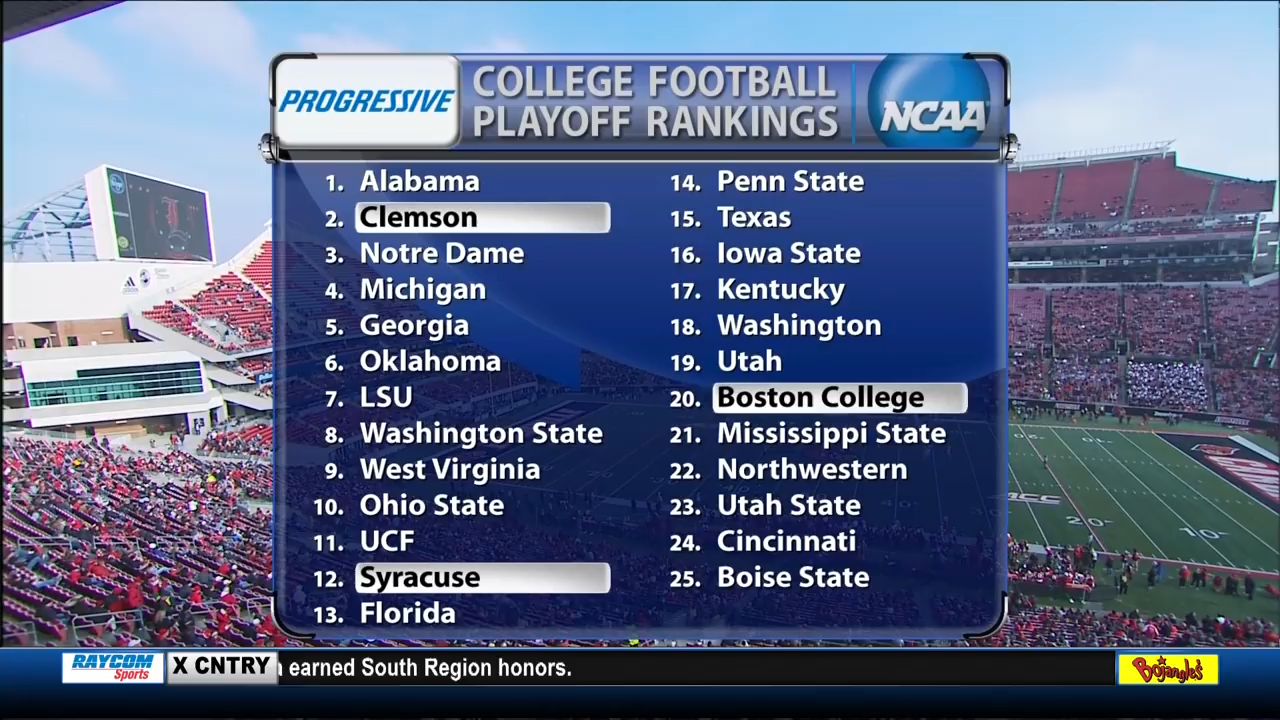 PROGRESSIVE
COLLEGE FOOTBALL
PLAYOFF RANKINGS
NCAA
1. Alabama
2. Clemson
3. Notre Dame
4. Michigan
5. Georgia
6. Oklahoma
7. LSU
8. Washington State
9. West Virginia
10. Ohio State
11. UCF
12. Syracuse
13. Florida
14. Penn State
15. Texas
16. Iowa State
17. Kentucky
18. Washington
19. Utah
20. Boston College
21. Mississippi State
22. Northwestern
23. Utah State
24. Cincinnati
25. Boise State
ACC
20
10
RAYCOM
Sports
X CNTRY
earned South Region honors.
Bojangles'